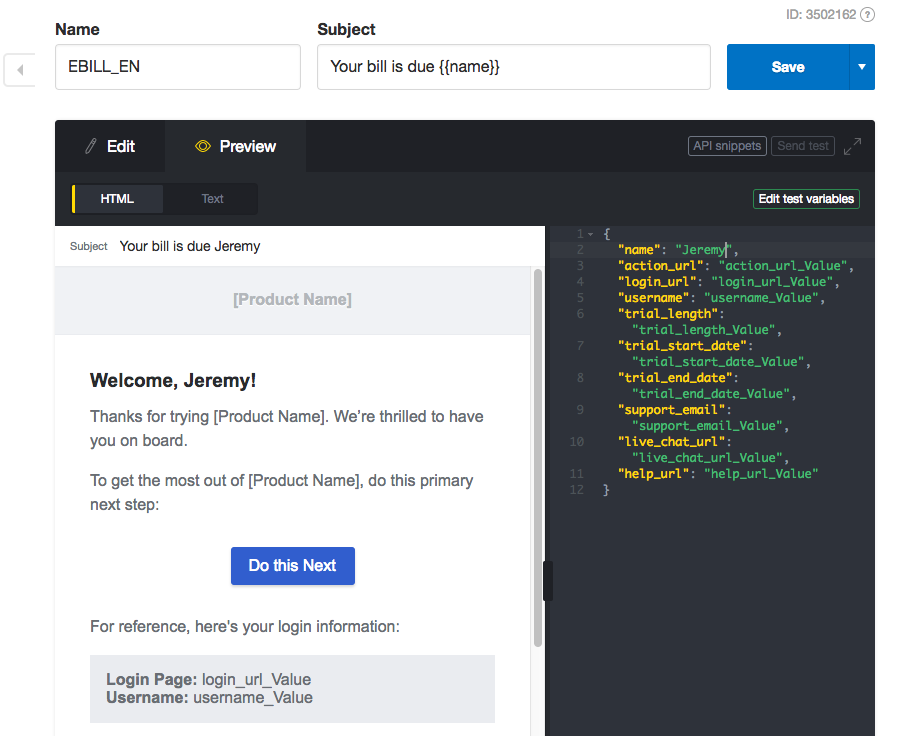 ID: 3502162 ?
Name
Subject
EBILL_EN
Your bill is due {{name}}
Save
Edit
Preview
API snippets
Send test
HTML
Text
Edit test variables
Subject Your bill is due Jeremy
[Product Name]
Welcome, Jeremy!
Thanks for trying [Product Name]. We’re thrilled to have
you on board.
To get the most out of [Product Name], do this primary
next step:
Do this Next
For reference, here's your login information:
Login Page: login_url_Value
Username: username_Value
1 {
2 "name": "Jeremy",
3 "action_url": "action_url_Value",
4 "login_url": "login_url_Value",
5 "username": "username_Value",
6 "trial_length":
"trial_length_Value",
7 "trial_start_date":
"trial_start_date_Value",
8 "trial_end_date":
"trial_end_date_Value",
9 "support_email":
"support_email_Value",
10 "live_chat_url":
"live_chat_url_Value",
11 "help_url": "help_url_Value"
12 }